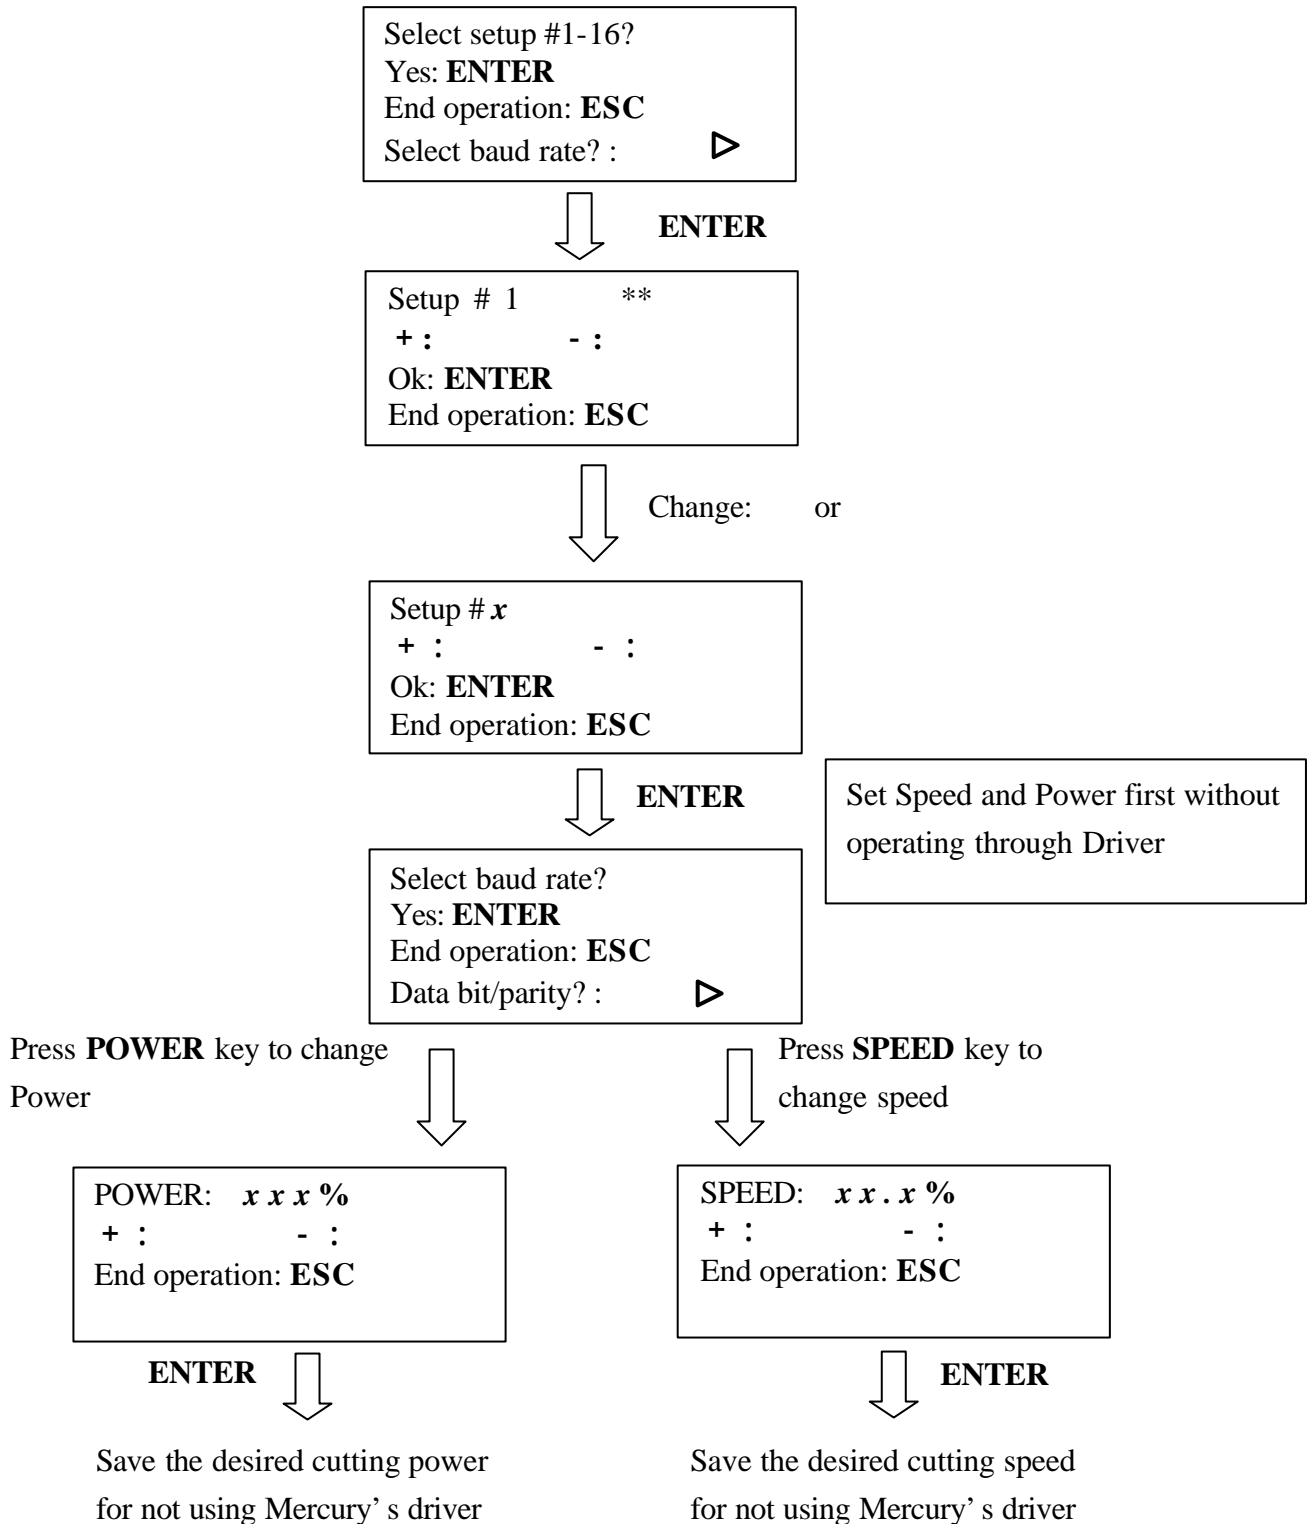 Select setup #1-16?
Yes: ENTER
End operation: ESC
Select baud rate? :
ENTER
Setup # 1 **
+ : - :
Ok: ENTER
End operation: ESC
Change: or
Setup # x
+ : - :
Ok: ENTER
End operation: ESC
ENTER
Set Speed and Power first without
operating through Driver
Select baud rate?
Yes: ENTER
End operation: ESC
Data bit/parity? :
Press POWER key to change
Power
Press SPEED key to
change speed
POWER: x x x %
+ : - :
End operation: ESC
SPEED: x x . x %
+ : - :
End operation: ESC
ENTER
ENTER
Save the desired cutting power
for not using Mercury's driver
Save the desired cutting speed
for not using Mercury's driver